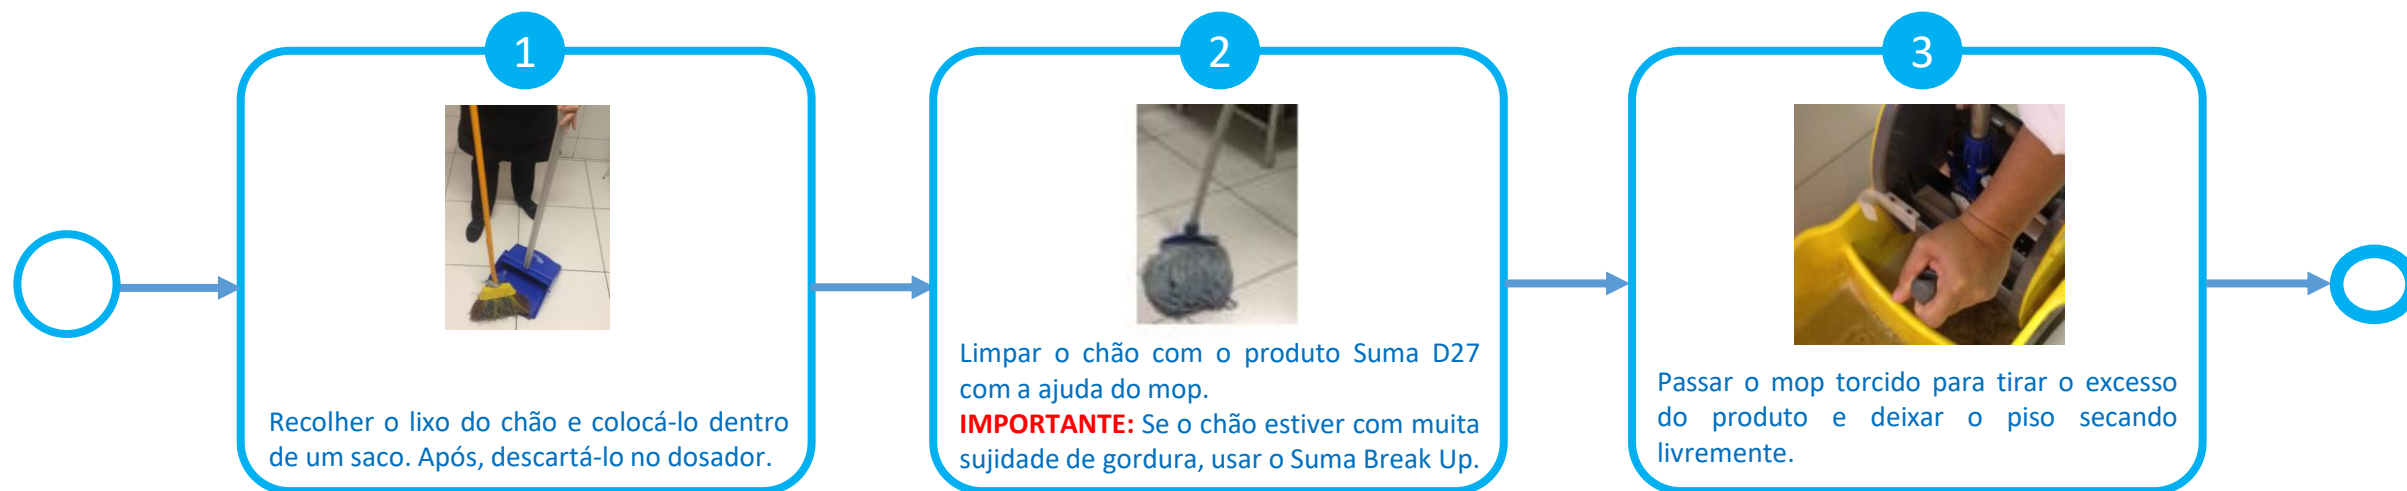 1
Recolher o lixo do chão e colocá-lo dentro
de um saco. Após, descartá-lo no dosador.
2
Limpar o chão com o produto Suma D27
com a ajuda do mop.
IMPORTANTE: Se o chão estiver com muita
sujidade de gordura, usar o Suma Break Up.
3
Passar o mop torcido para tirar o excesso
do produto e deixar o piso secando
livremente.